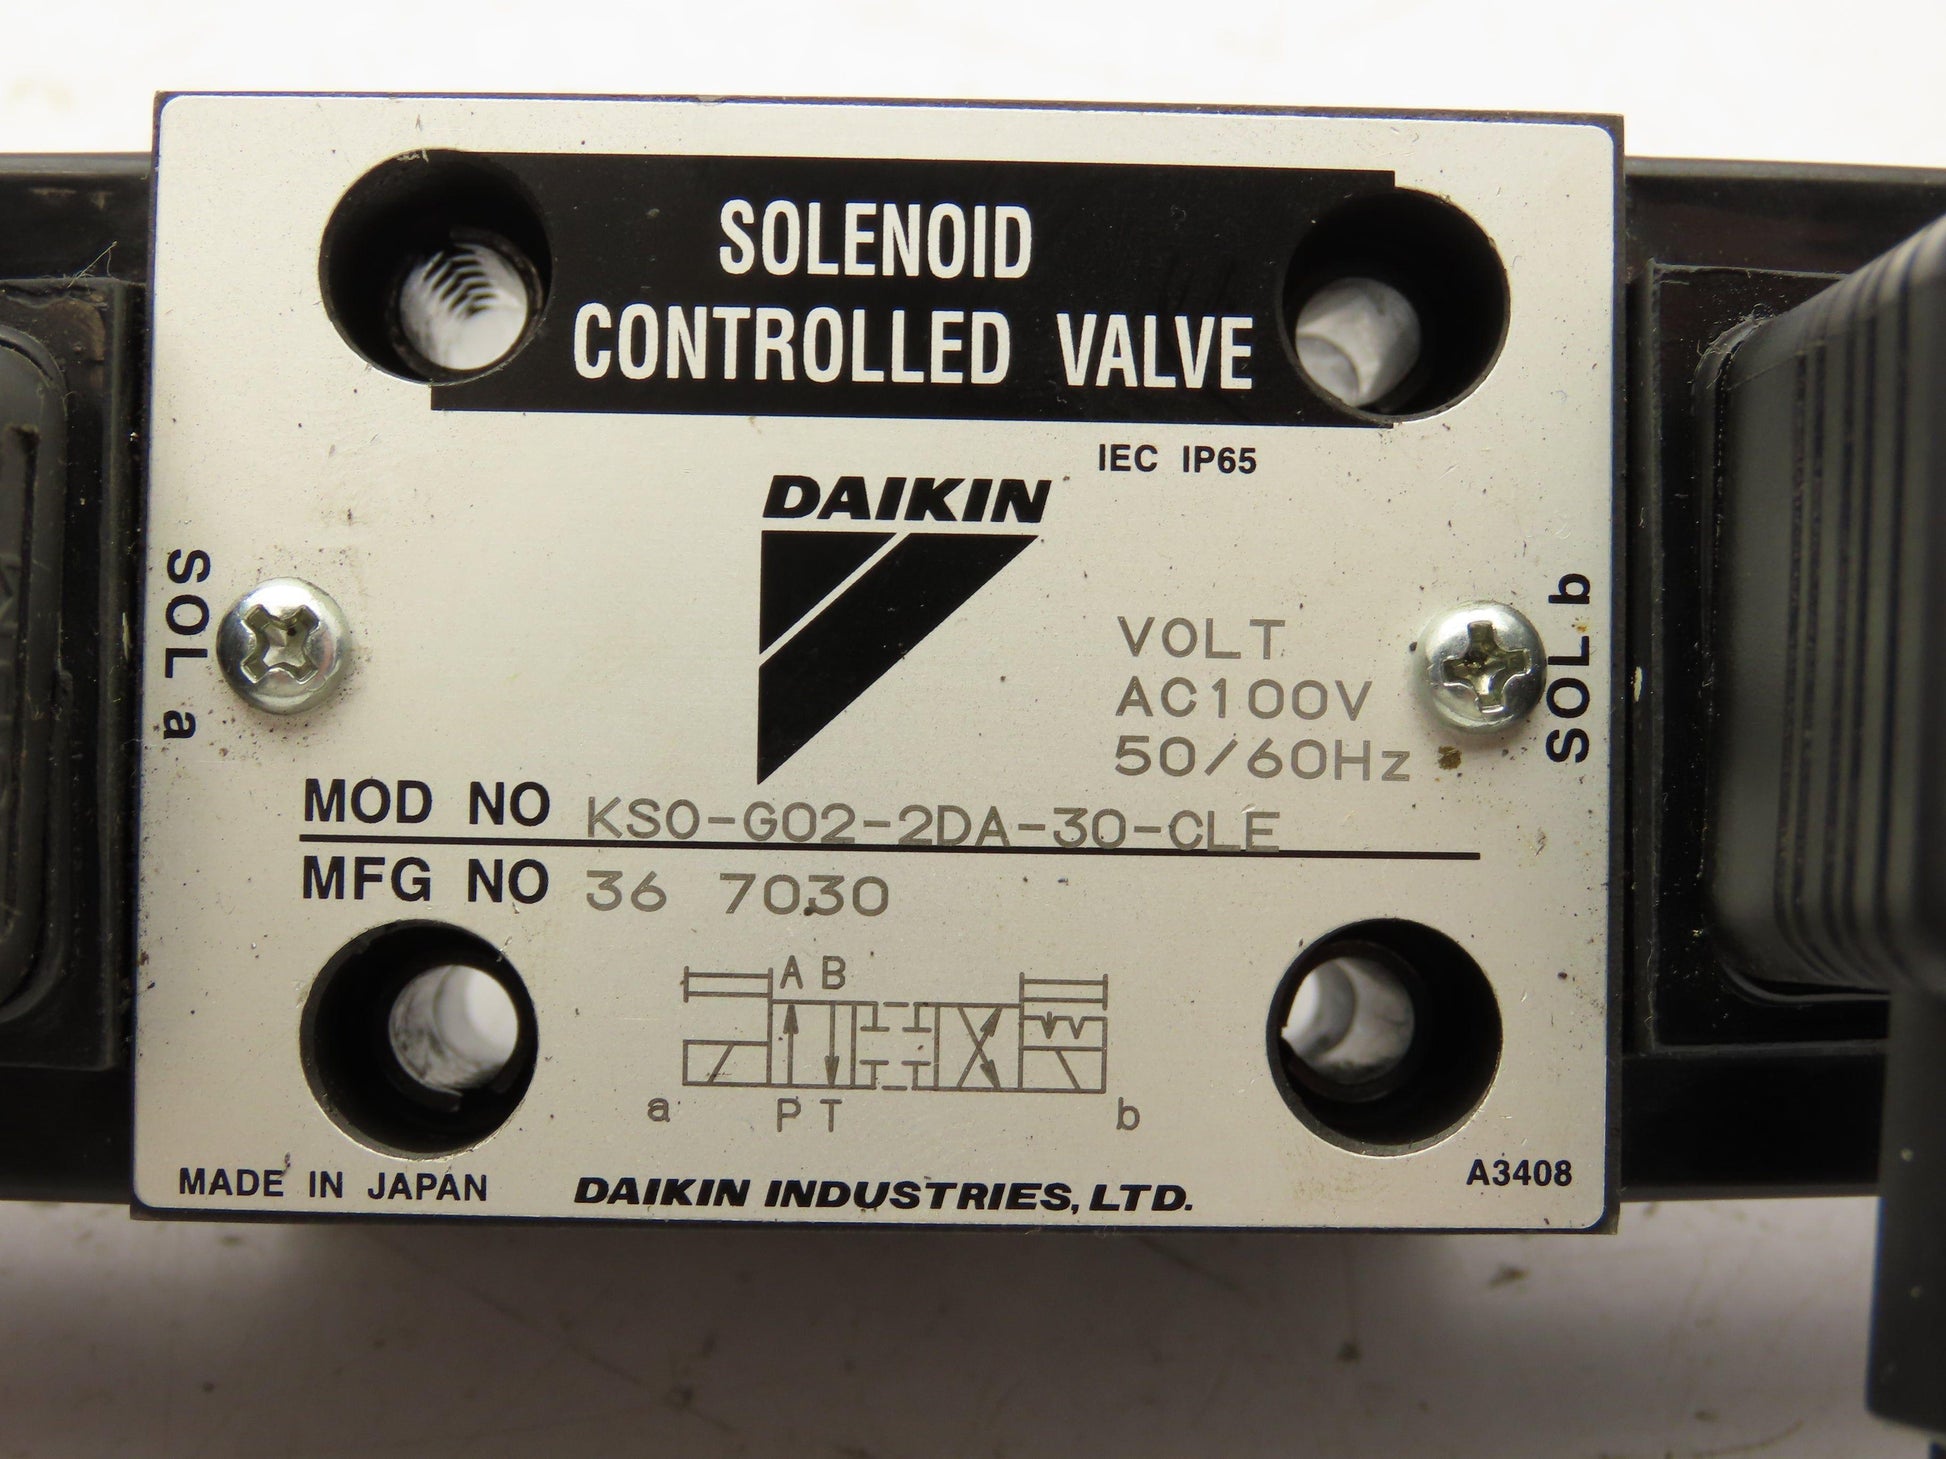 SOLENOID
CONTROLLED VALVE
IEC IP65
DAIKIN
SOL a
SOL b
VOLT
AC100V
50/60Hz
MOD NO KSO-G02-2DA-30-CLE
MFG NO 36 7030
A B
a P T b
MADE IN JAPAN DAIKIN INDUSTRIES, LTD. A3408